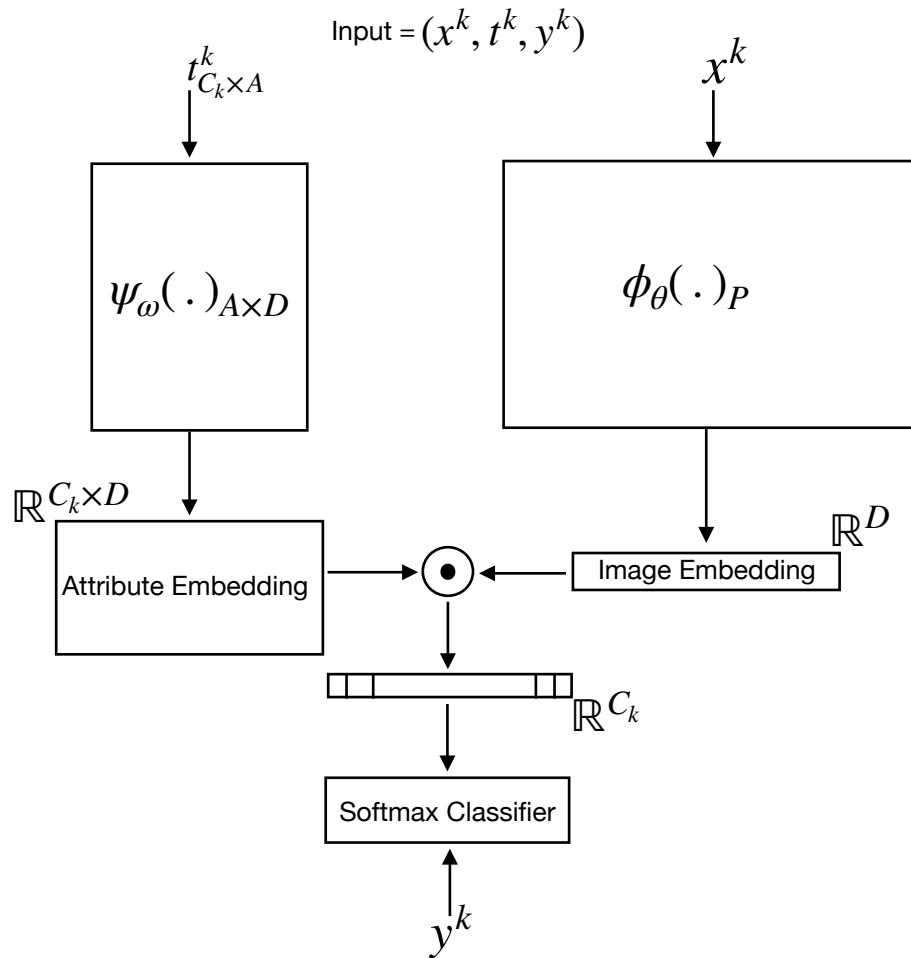 Input = (x^k, t^k, y^k)
t^k_{C_k×A}
x^k
ψ_ω( . )_{A×D}
ϕ_θ( . )_P
ℝ^{C_k×D}
ℝ^D
Attribute Embedding
Image Embedding
ℝ^{C_k}
Softmax Classifier
y^k